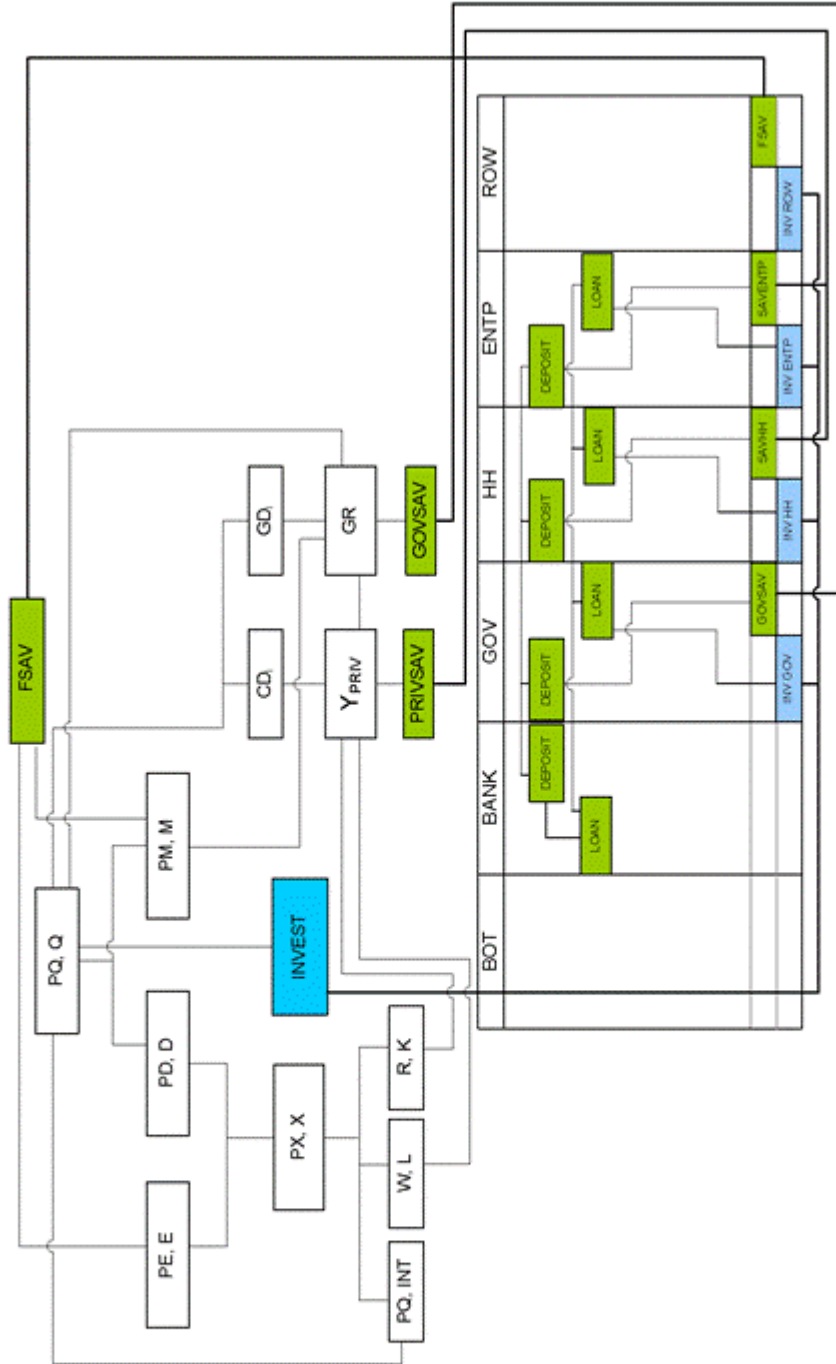 FSAV
PQ, Q
PE, E
PD, D
PM, M
CDi
GDi
PX, X
INVEST
YPRIV
GR
PQ, INT
W, L
R, K
PRIVSAV
GOVSAV
BOT
BANK
GOV
HH
ENTP
ROW
DEPOSIT
DEPOSIT
DEPOSIT
DEPOSIT
LOAN
LOAN
LOAN
LOAN
GOVSAV
SAVHH
SAVENTP
FSAV
INV GOV
INV HH
INV ENTP
INV ROW